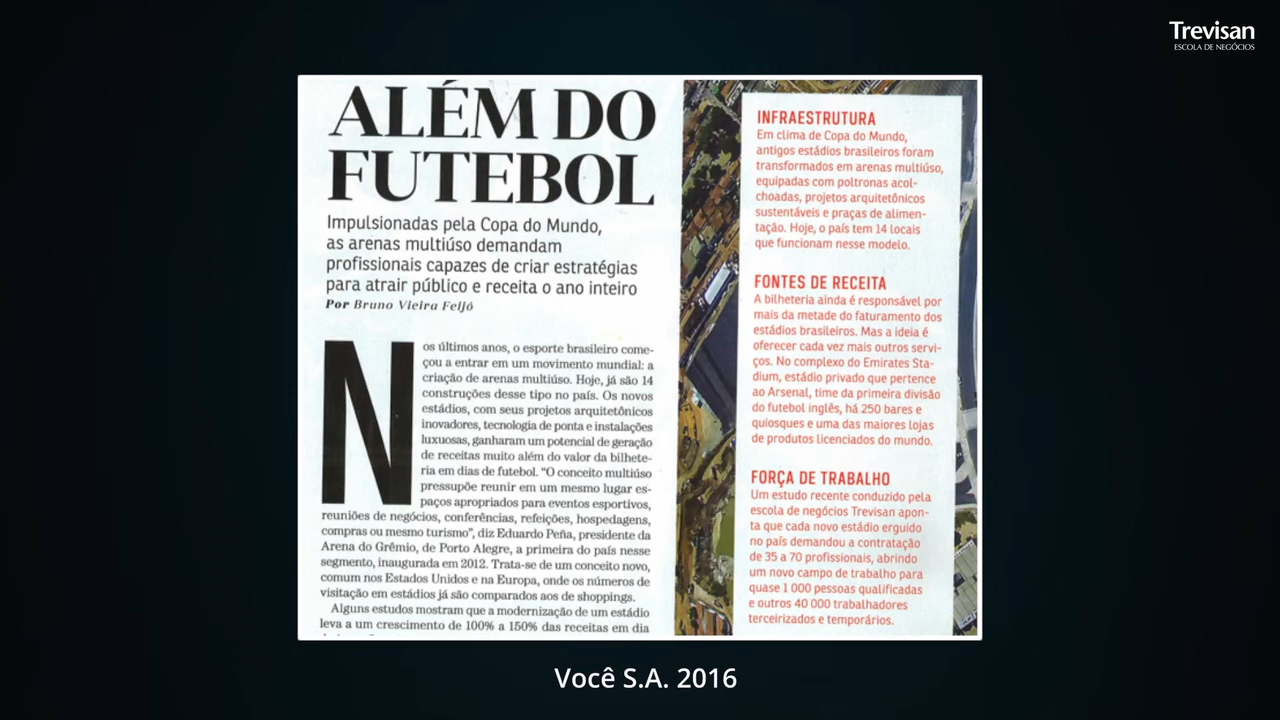 Trevisan
ESCOLA DE NEGÓCIOS
ALÉM DO
FUTEBOL
Impulsionadas pela Copa do Mundo,
as arenas multiúso demandam
profissionais capazes de criar estratégias
para atrair público e receita o ano inteiro
Por Bruno Vieira Feijó
Nos últimos anos, o esporte brasileiro come-
çou a entrar em um movimento mundial: a
criação de arenas multiúso. Hoje, já são 14
construções desse tipo no país. Os novos
estádios, com seus projetos arquitetônicos
inovadores, tecnologia de ponta e instalações
luxuosas, ganharam um potencial de geração
de receitas muito além do valor da bilhete-
ria em dias de futebol. “O conceito multiúso
pressupõe reunir em um mesmo lugar es-
paços apropriados para eventos esportivos,
reuniões de negócios, conferências, refeições, hospedagens,
compras ou mesmo turismo”, diz Eduardo Peña, presidente da
Arena do Grêmio, de Porto Alegre, a primeira do país nesse
segmento, inaugurada em 2012. Trata-se de um conceito novo,
comum nos Estados Unidos e na Europa, onde os números de
visitação em estádios já são comparados aos de shoppings.
Alguns estudos mostram que a modernização de um estádio
leva a um crescimento de 100% a 150% das receitas em dia
INFRAESTRUTURA
Em clima de Copa do Mundo,
antigos estádios brasileiros foram
transformados em arenas multiúso,
equipadas com poltronas acol-
choadas, projetos arquitetônicos
sustentáveis e praças de alimen-
tação. Hoje, o país tem 14 locais
que funcionam nesse modelo.
FONTES DE RECEITA
A bilheteria ainda é responsável por
mais da metade do faturamento dos
estádios brasileiros. Mas a ideia é
oferecer cada vez mais outros servi-
ços. No complexo do Emirates Sta-
dium, estádio privado que pertence
ao Arsenal, time da primeira divisão
do futebol inglês, há 250 bares e
quiosques e uma das maiores lojas
de produtos licenciados do mundo.
FORÇA DE TRABALHO
Um estudo recente conduzido pela
escola de negócios Trevisan apon-
ta que cada novo estádio erguido
no país demandou a contratação
de 35 a 70 profissionais, abrindo
um novo campo de trabalho para
quase 1 000 pessoas qualificadas
e outros 40 000 trabalhadores
terceirizados e temporários.
Você S.A. 2016